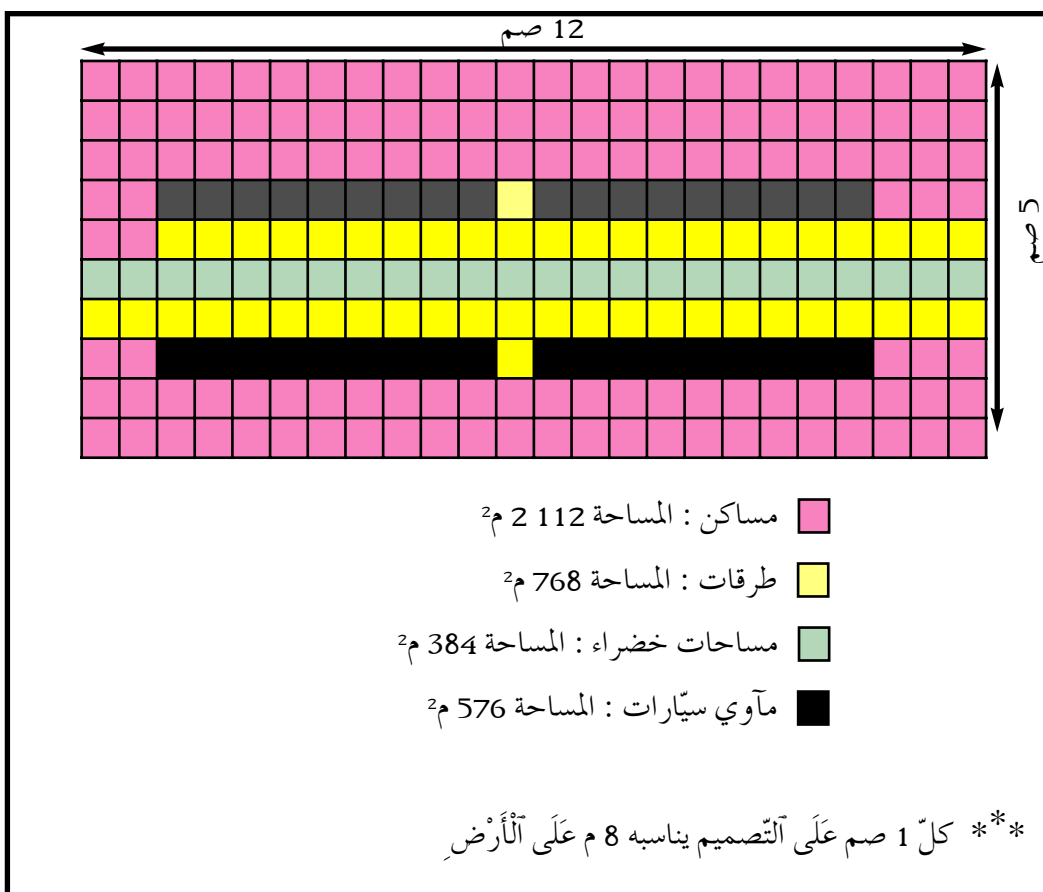 12 صم
5 صم
مساكن : المساحة 112 2 م²
طرقات : المساحة 768 م²
مساحات خضراء : المساحة 384 م²
مآوي سيّارات : المساحة 576 م²
*** كلّ 1 صم عَلَى ٱلتّصميم يناسبه 8 م عَلَى ٱلْأَرْضِ